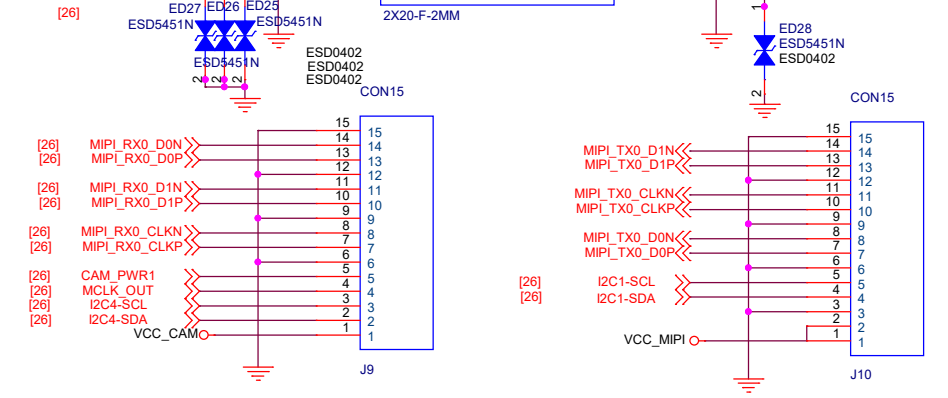 [26]
ED27 ED26 ED25
ESD5451N ESD5451N
ESD5451N
ESD0402
ESD0402
ESD0402
2 2 2
2X20-F-2MM
1
ED28
ESD5451N
ESD0402
2
CON15
15 15
[26] MIPI_RX0_D0N 14 14
[26] MIPI_RX0_D0P 13 13
12 12
[26] MIPI_RX0_D1N 11 11
[26] MIPI_RX0_D1P 10 10
9 9
[26] MIPI_RX0_CLKN 8 8
[26] MIPI_RX0_CLKP 7 7
6 6
[26] CAM_PWR1 5 5
[26] MCLK_OUT 4 4
[26] I2C4-SCL 3 3
[26] I2C4-SDA 2 2
VCC_CAM 1 1
J9
CON15
15 15
MIPI_TX0_D1N 14 14
MIPI_TX0_D1P 13 13
12 12
MIPI_TX0_CLKN 11 11
MIPI_TX0_CLKP 10 10
9 9
MIPI_TX0_D0N 8 8
MIPI_TX0_D0P 7 7
6 6
[26] I2C1-SCL 5 5
[26] I2C1-SDA 4 4
3 3
2 2
VCC_MIPI 1 1
J10